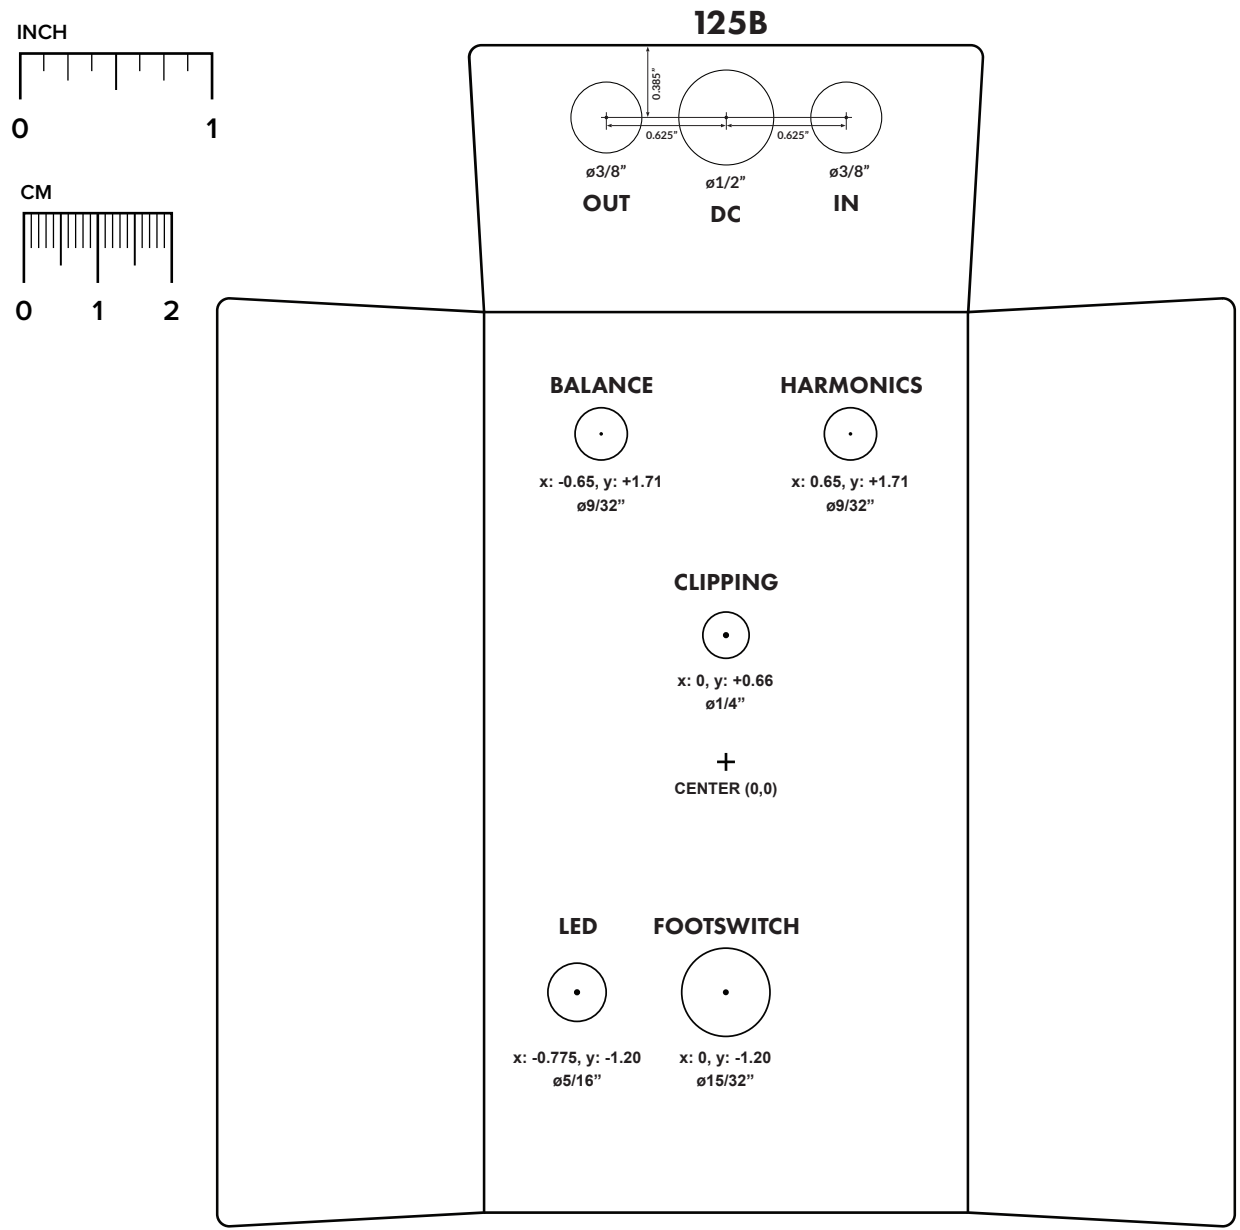 125B
INCH
0 1
CM
0 1 2
0.385”
0.625” 0.625”
ø3/8” ø1/2” ø3/8”
OUT DC IN
BALANCE HARMONICS
x: -0.65, y: +1.71 x: 0.65, y: +1.71
ø9/32” ø9/32”
CLIPPING
x: 0, y: +0.66
ø1/4”
CENTER (0,0)
LED FOOTSWITCH
x: -0.775, y: -1.20 x: 0, y: -1.20
ø5/16” ø15/32”